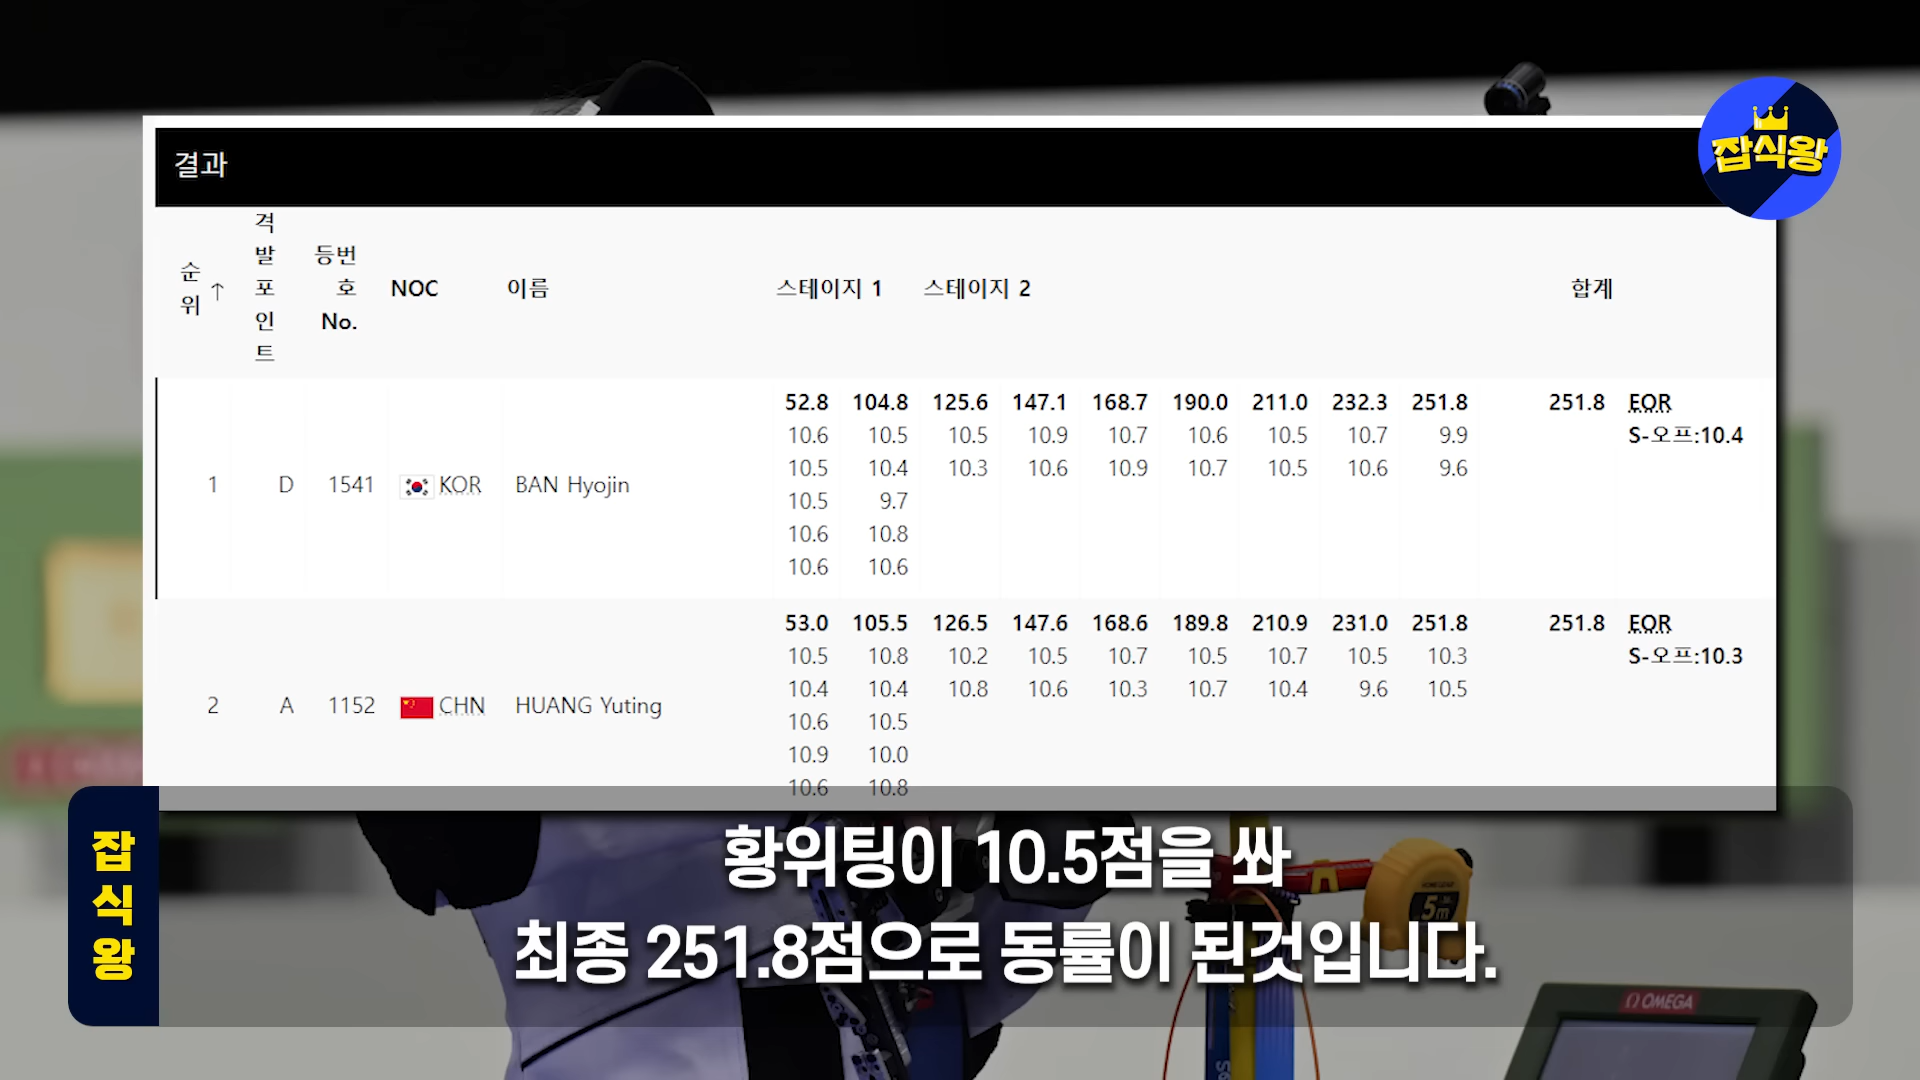 잡식왕
결과
순위 ↑ 격발포인트 등번호 No. NOC 이름 스테이지 1 스테이지 2 합계
52.8 104.8 125.6 147.1 168.7 190.0 211.0 232.3 251.8 251.8 EQR
10.6 10.5 10.5 10.9 10.7 10.6 10.5 10.7 9.9 S-오프:10.4
10.5 10.4 10.3 10.6 10.9 10.7 10.5 10.6 9.6
1 D 1541 KOR BAN Hyojin
10.5 9.7
10.6 10.8
10.6 10.6
53.0 105.5 126.5 147.6 168.6 189.8 210.9 231.0 251.8 251.8 EQR
10.5 10.8 10.2 10.5 10.7 10.5 10.7 10.5 10.3 S-오프:10.3
10.4 10.4 10.8 10.6 10.3 10.7 10.4 9.6 10.5
2 A 1152 CHN HUANG Yuting
10.6 10.5
10.9 10.0
10.6 10.8
잡식왕
황위팅이 10.5점을 쏴
최종 251.8점으로 동률이 된것입니다.
5m
OMEGA